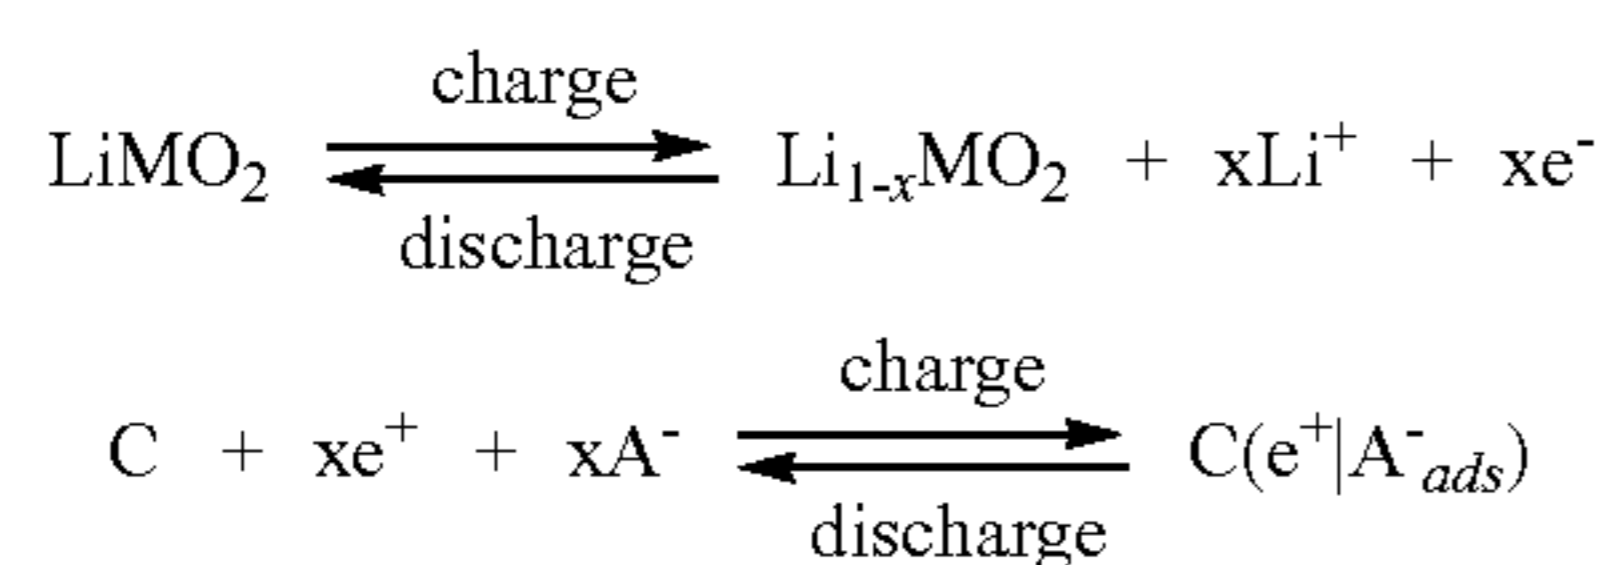 charge
LiMO₂ ⇌ Li₁₋ₓMO₂ + xLi⁺ + xe⁻
discharge
charge
C + xe⁺ + xA⁻ ⇌ C(e⁺|A⁻ₐdₛ)
discharge